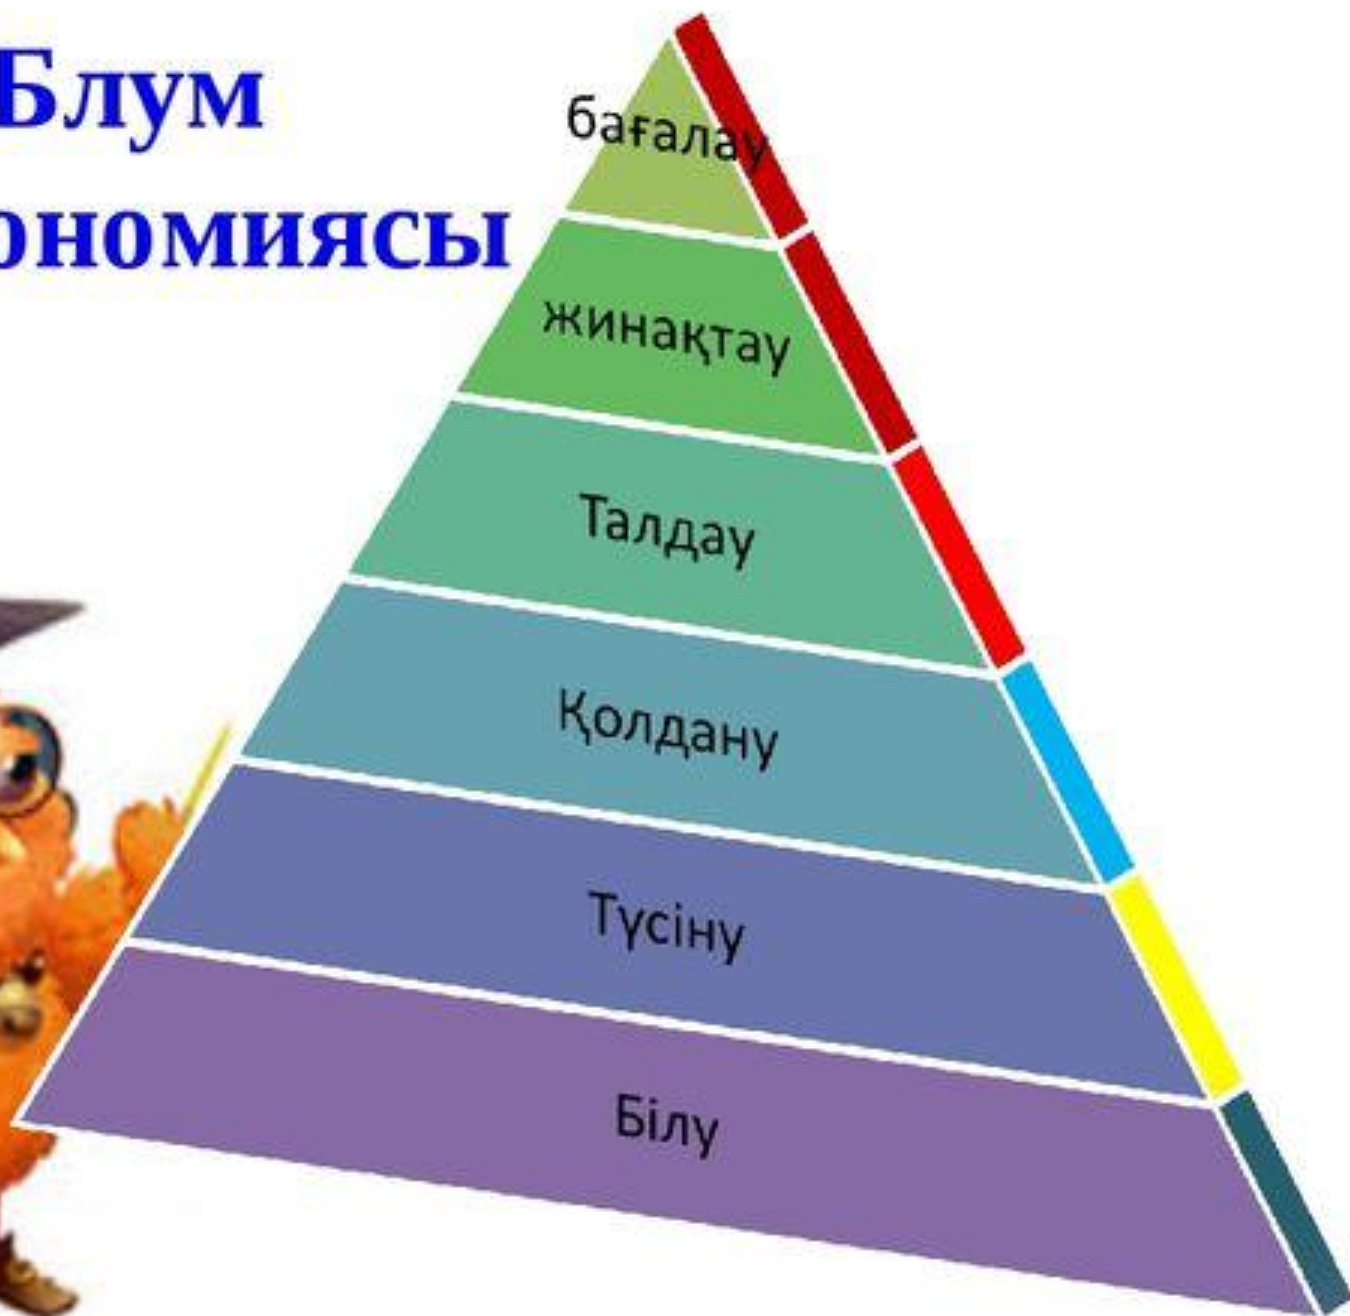 Блум
ономиясы
бағалау
жинақтау
Талдау
Қолдану
Түсіну
Білу